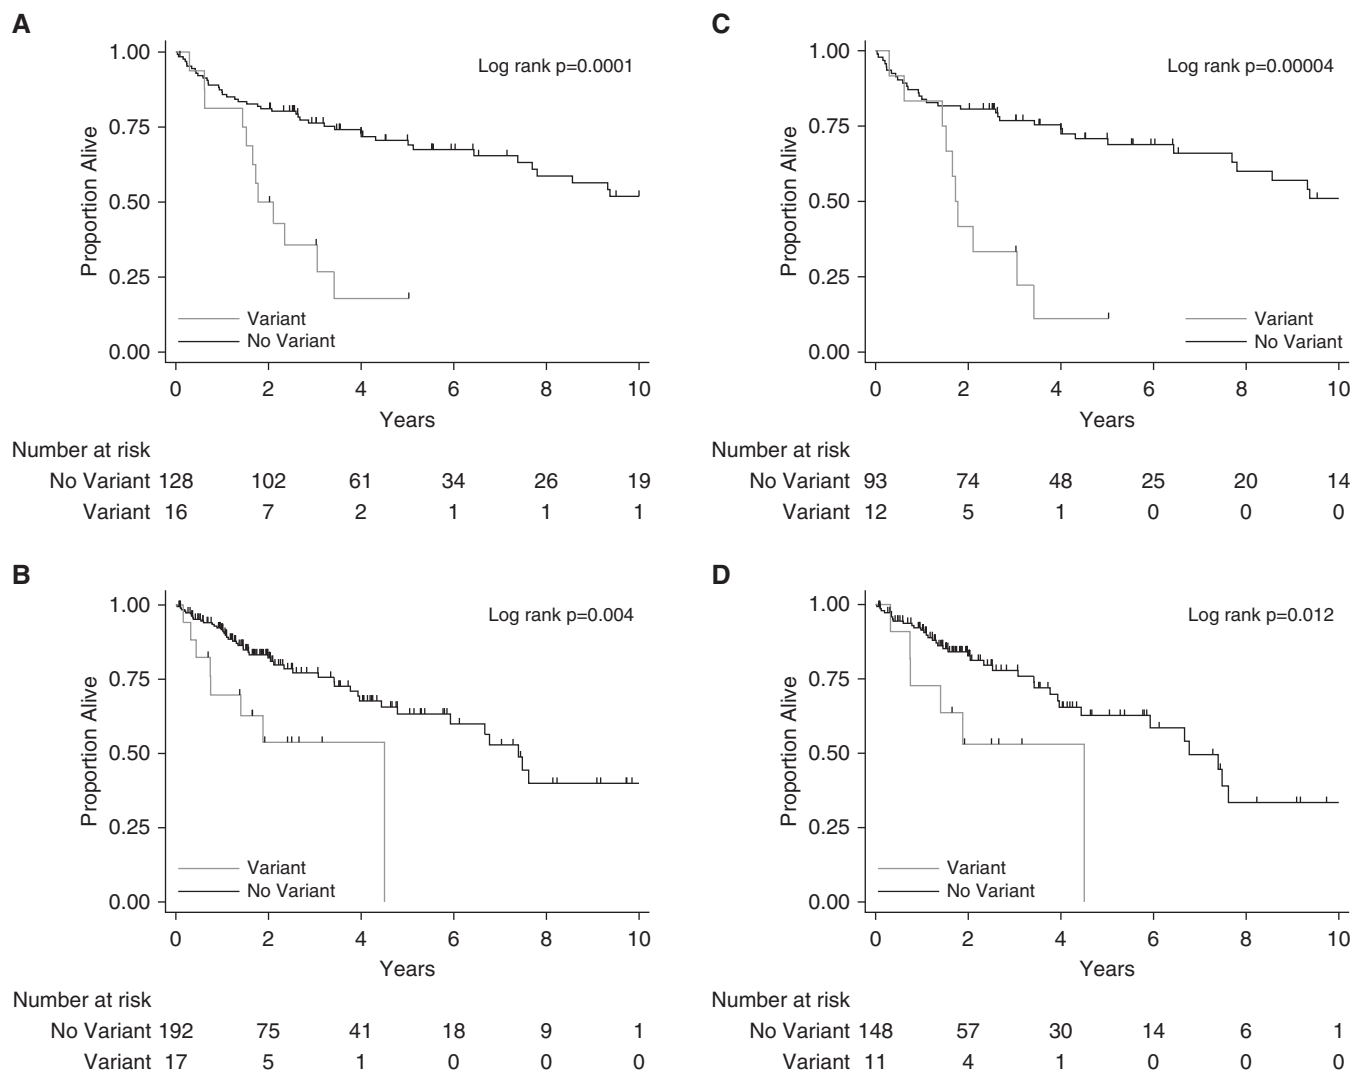 A
Log rank p=0.0001
Proportion Alive
1.00
0.75
0.50
0.25
0.00
Variant
No Variant
0 2 4 6 8 10
Years
Number at risk
No Variant 128 102 61 34 26 19
Variant 16 7 2 1 1 1
C
Log rank p=0.00004
Proportion Alive
1.00
0.75
0.50
0.25
0.00
Variant
No Variant
0 2 4 6 8 10
Years
Number at risk
No Variant 93 74 48 25 20 14
Variant 12 5 1 0 0 0
B
Log rank p=0.004
Proportion Alive
1.00
0.75
0.50
0.25
0.00
Variant
No Variant
0 2 4 6 8 10
Years
Number at risk
No Variant 192 75 41 18 9 1
Variant 17 5 1 0 0 0
D
Log rank p=0.012
Proportion Alive
1.00
0.75
0.50
0.25
0.00
Variant
No Variant
0 2 4 6 8 10
Years
Number at risk
No Variant 148 57 30 14 6 1
Variant 11 4 1 0 0 0